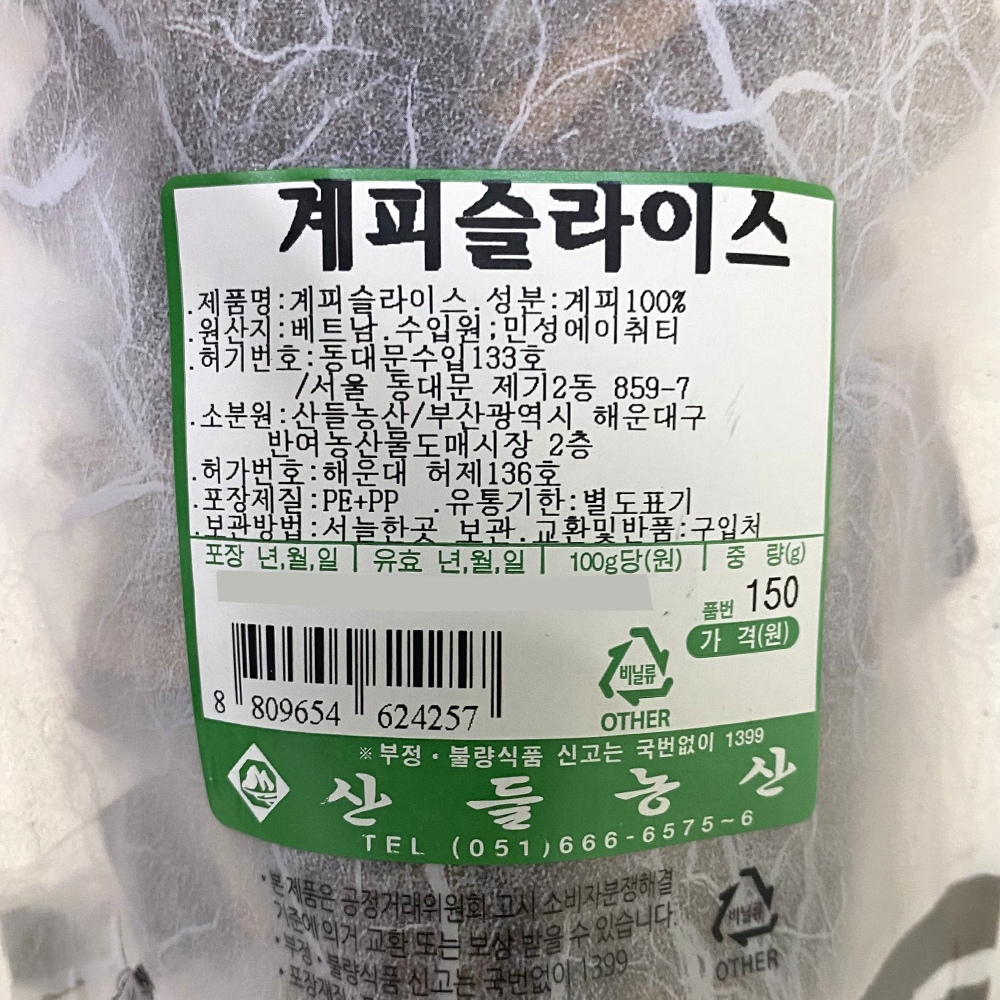 계피슬라이스
.제품명:계피슬라이스.성분:계피100%
.원산지:베트남.수입원;민성에이취티
.허기번호:동대문수입133호
/서울 동대문 제기2동 859-7
.소분원:산들농산/부산광역시 해운대구
반여농산물도매시장 2층
.허가번호:해운대 허제136호
.포장제질:PE+PP .유통기한:별도표기
.보관방법:서늘한곳 보관.교환및반품:구입처
포장 년,월,일 | 유효 년,월,일 | 100g당(원) | 중 량(g)
품번 150
가 격(원)
비닐류
OTHER
8 809654 624257
※부정·불량식품 신고는 국번없이 1399
산들농산
TEL (051)666-6575~6
·본 제품은 공정거래위원회 고시 소비자분쟁해결
기준에 의거 교환 또는 보상 받을 수 있습니다.
·부정·불량식품 신고는 국번없이 1399
비닐류
OTHER